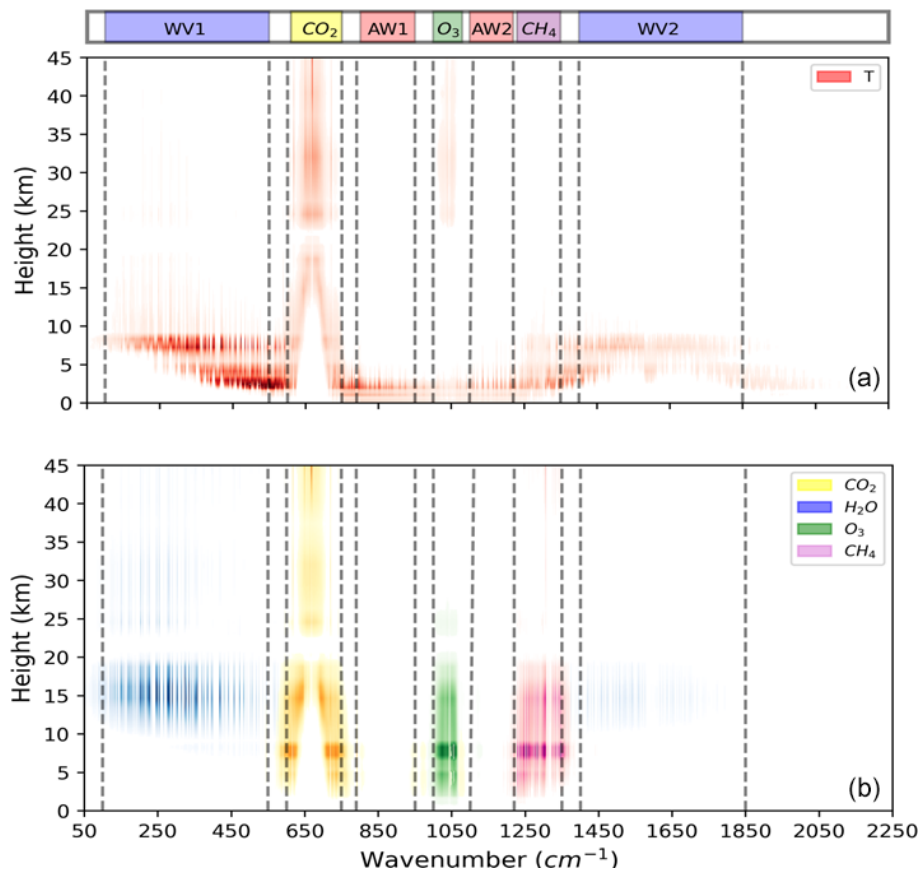 WV1 CO₂ AW1 O₃ AW2 CH₄ WV2
45
40
35
30
25
20
15
10
5
0
Height (km)
T
(a)
45
40
35
30
25
20
15
10
5
0
Height (km)
CO₂
H₂O
O₃
CH₄
(b)
50 250 450 650 850 1050 1250 1450 1650 1850 2050 2250
Wavenumber (cm⁻¹)